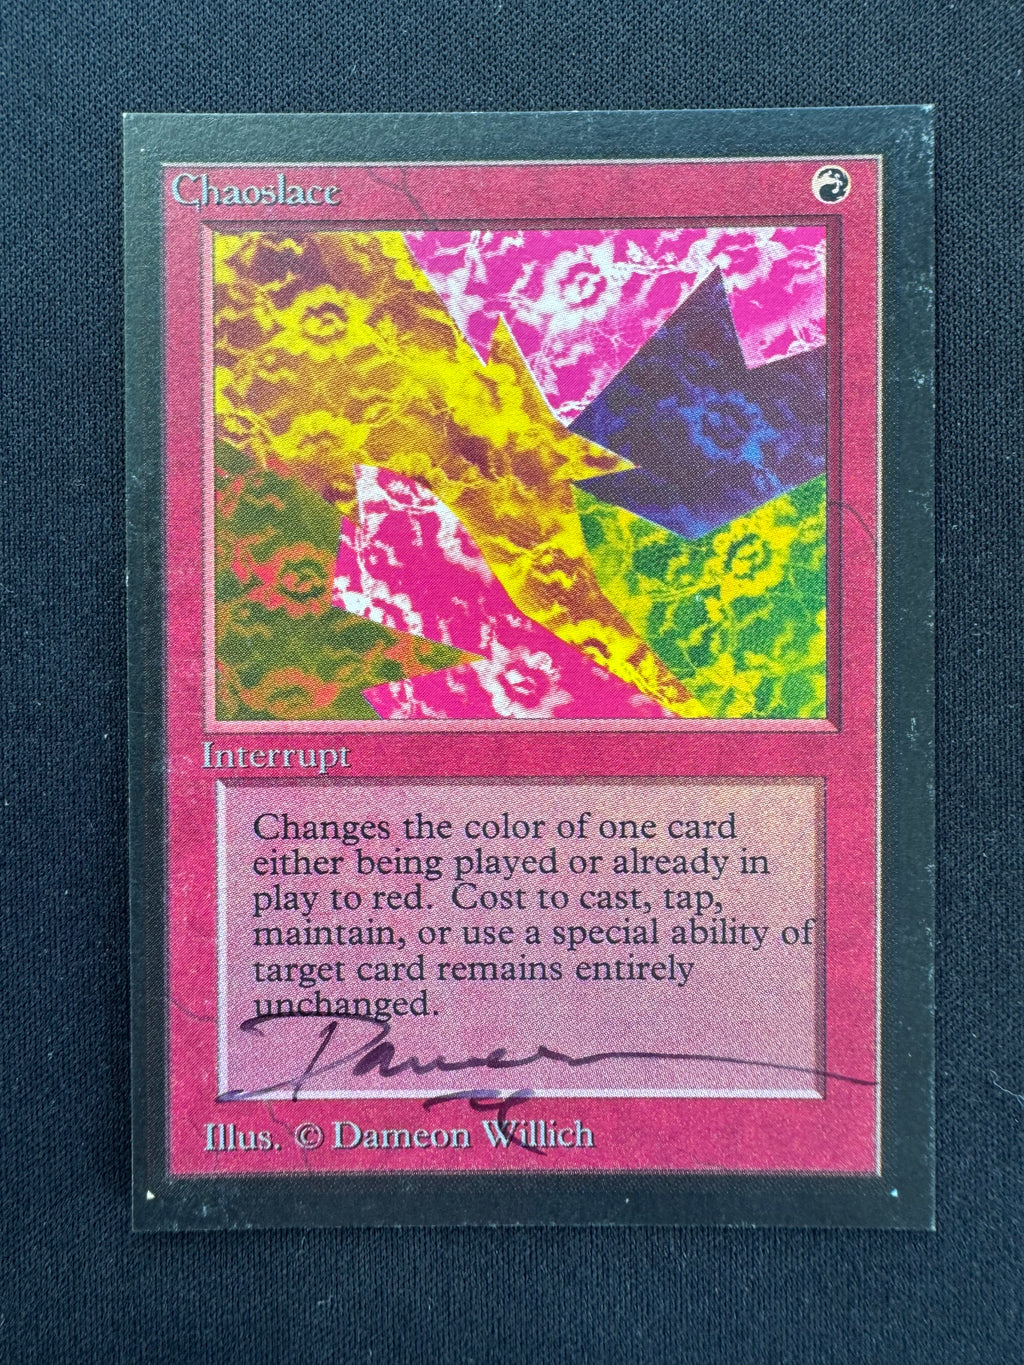 Chaoslace
Interrupt
Changes the color of one card
either being played or already in
play to red. Cost to cast, tap,
maintain, or use a special ability of
target card remains entirely
unchanged.
Dameon
Illus. © Dameon Willich